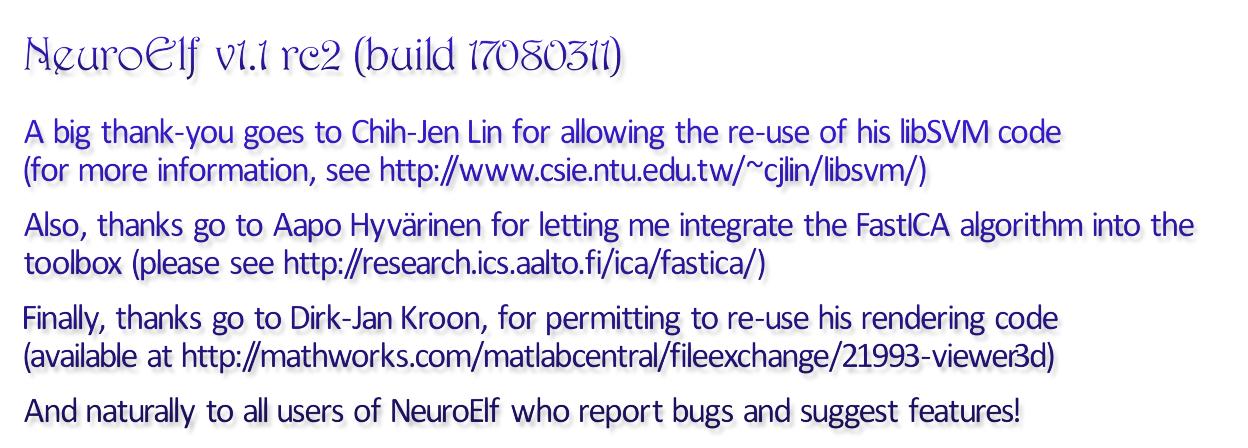 NeuroElf v1.1 rc2 (build 17080311)
A big thank-you goes to Chih-Jen Lin for allowing the re-use of his libSVM code
(for more information, see http://www.csie.ntu.edu.tw/~cjlin/libsvm/)
Also, thanks go to Aapo Hyvärinen for letting me integrate the FastICA algorithm into the
toolbox (please see http://research.ics.aalto.fi/ica/fastica/)
Finally, thanks go to Dirk-Jan Kroon, for permitting to re-use his rendering code
(available at http://mathworks.com/matlabcentral/fileexchange/21993-viewer3d)
And naturally to all users of NeuroElf who report bugs and suggest features!